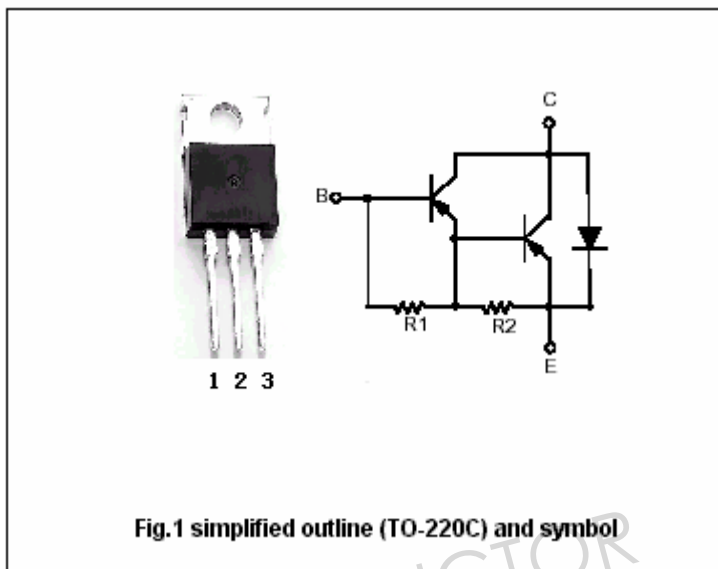 C
B
R1
R2
E
1 2 3
Fig.1 simplified outline (TO-220C) and symbol